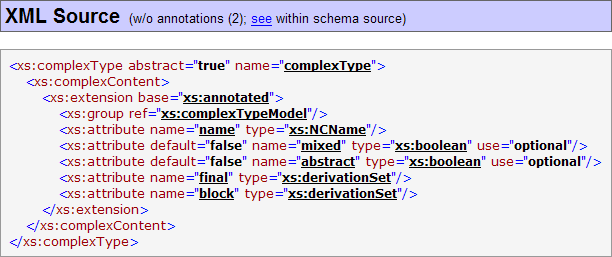 XML Source (w/o annotations (2); see within schema source)
<xs:complexType abstract="true" name="complexType">
<xs:complexContent>
<xs:extension base="xs:annotated">
<xs:group ref="xs:complexTypeModel"/>
<xs:attribute name="name" type="xs:NCName"/>
<xs:attribute default="false" name="mixed" type="xs:boolean" use="optional"/>
<xs:attribute default="false" name="abstract" type="xs:boolean" use="optional"/>
<xs:attribute name="final" type="xs:derivationSet"/>
<xs:attribute name="block" type="xs:derivationSet"/>
</xs:extension>
</xs:complexContent>
</xs:complexType>